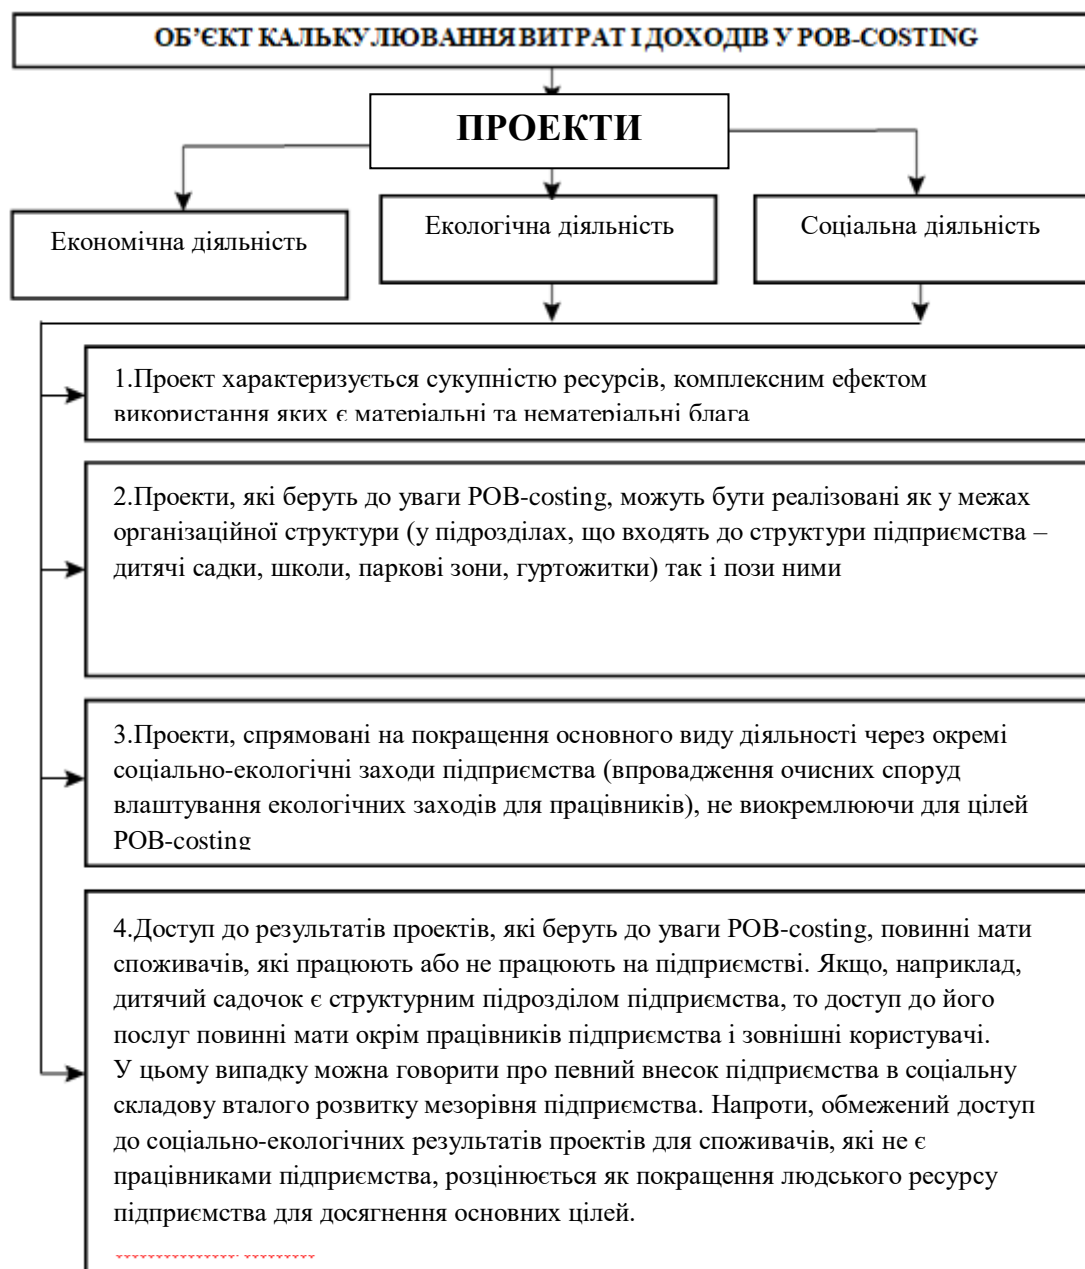 ОБ’ЄКТ КАЛЬКУЛЮВАННЯ ВИТРАТ І ДОХОДІВ У POB-COSTING
ПРОЕКТИ
Економічна діяльність
Екологічна діяльність
Соціальна діяльність
1.Проект характеризується сукупністю ресурсів, комплексним ефектом
використання яких є матеріальні та нематеріальні блага
2.Проекти, які беруть до уваги POB-costing, можуть бути реалізовані як у межах
організаційної структури (у підрозділах, що входять до структури підприємства –
дитячі садки, школи, паркові зони, гуртожитки) так і пози ними
3.Проекти, спрямовані на покращення основного виду діяльності через окремі
соціально-екологічні заходи підприємства (впровадження очисних споруд
влаштування екологічних заходів для працівників), не виокремлюючи для цілей
POB-costing
4.Доступ до результатів проектів, які беруть до уваги POB-costing, повинні мати
споживачів, які працюють або не працюють на підприємстві. Якщо, наприклад,
дитячий садочок є структурним підрозділом підприємства, то доступ до його
послуг повинні мати окрім працівників підприємства і зовнішні користувачі.
У цьому випадку можна говорити про певний внесок підприємства в соціальну
складову вталого розвитку мезорівня підприємства. Напроти, обмежений доступ
до соціально-екологічних результатів проектів для споживачів, які не є
працівниками підприємства, розцінюється як покращення людського ресурсу
підприємства для досягнення основних цілей.